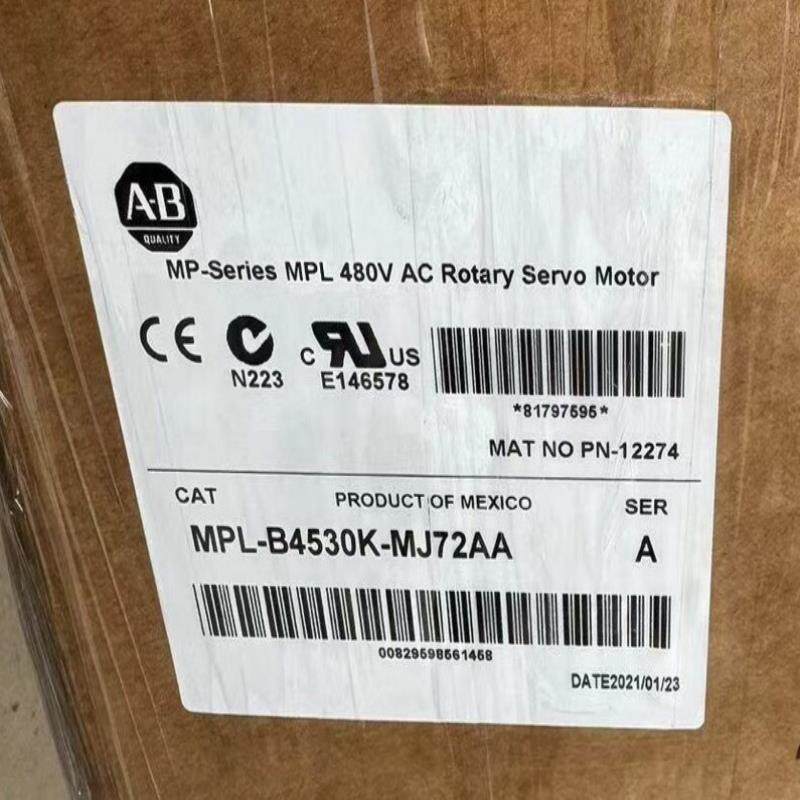 A-B
QUALITY
MP-Series MPL 480V AC Rotary Servo Motor
CE
N223
C RU US
E146578
*81797595*
MAT NO PN-12274
CAT
PRODUCT OF MEXICO
SER
MPL-B4530K-MJ72AA
A
00829598561458
DATE2021/01/23